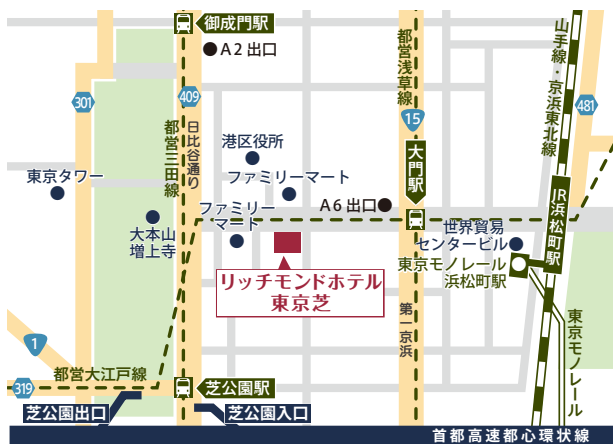 御成門駅
A2 出口
301
409
都営三田線
日比谷通り
港区役所
ファミリーマート
東京タワー
大本山
増上寺
ファミリー
マート
A6 出口
都営浅草線
15
大門駅
山手線・京浜東北線
481
JR浜松町駅
世界貿易
センタービル
東京モノレール
浜松町駅
リッチモンドホテル
東京芝
第一京浜
東京モノレール
1
都営大江戸線
319
芝公園駅
芝公園出口
芝公園入口
首都高速都心環状線